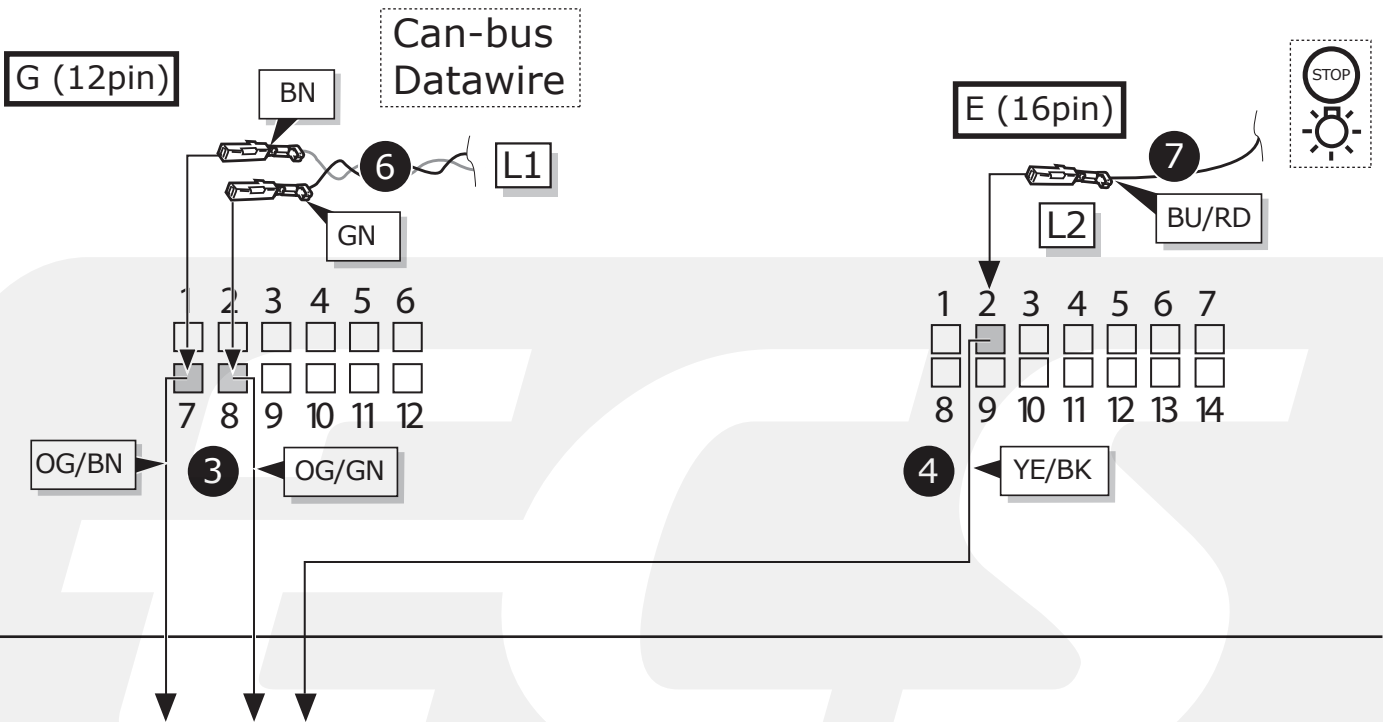 Can-bus
Datawire
G (12pin)
BN
STOP
E (16pin)
6
L1
7
GN
L2
BU/RD
1 2 3 4 5 6
7 8 9 10 11 12
1 2 3 4 5 6 7
8 9 10 11 12 13 14
OG/BN
3
OG/GN
4
YE/BK
ECS